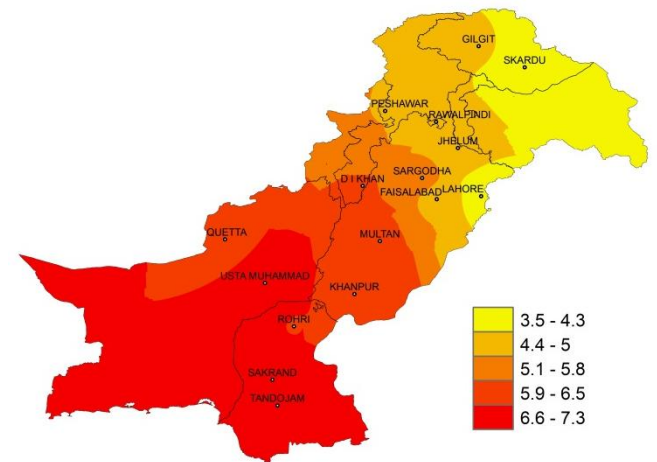 GILGIT
SKARDU
PESHAWAR
RAWALPINDI
JHELUM
SARGODHA
D I KHAN
FAISALABAD
LAHORE
QUETTA
MULTAN
USTA MUHAMMAD
KHANPUR
ROHRI
SAKRAND
TANDOJAM
3.5 - 4.3
4.4 - 5
5.1 - 5.8
5.9 - 6.5
6.6 - 7.3